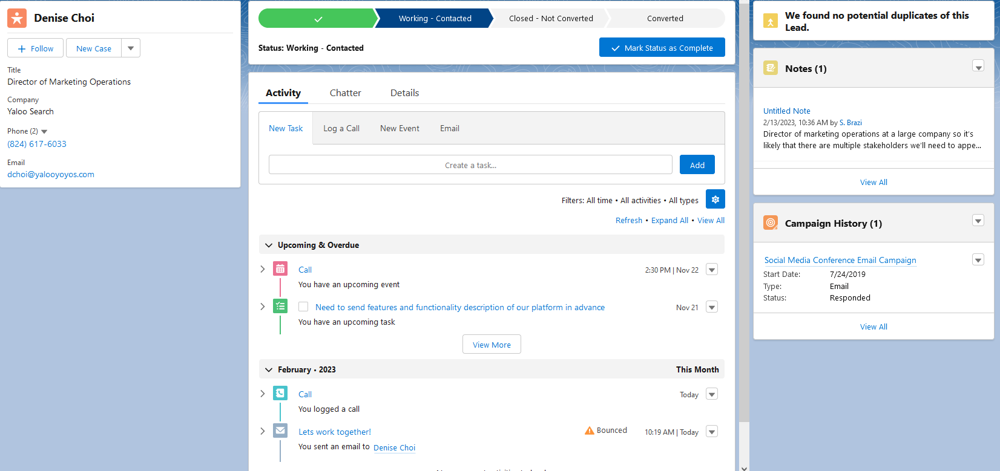 Denise Choi
Follow
New Case
Title
Director of Marketing Operations
Company
Yaloo Search
Phone (2)
(824) 617-6033
Email
dchoi@yalooyoyos.com
Working - Contacted
Closed - Not Converted
Converted
Status: Working - Contacted
Mark Status as Complete
Activity
Chatter
Details
New Task
Log a Call
New Event
Email
Create a task...
Add
Filters: All time • All activities • All types
Refresh • Expand All • View All
Upcoming & Overdue
Call
2:30 PM | Nov 22
You have an upcoming event
Need to send features and functionality description of our platform in advance
Nov 21
You have an upcoming task
View More
February • 2023
This Month
Call
Today
You logged a call
Lets work together!
Bounced
10:19 AM | Today
You sent an email to Denise Choi
We found no potential duplicates of this
Lead.
Notes (1)
Untitled Note
2/13/2023, 10:36 AM by S. Brazi
Director of marketing operations at a large company so it's
likely that there are multiple stakeholders we'll need to appe...
View All
Campaign History (1)
Social Media Conference Email Campaign
Start Date: 7/24/2019
Type: Email
Status: Responded
View All